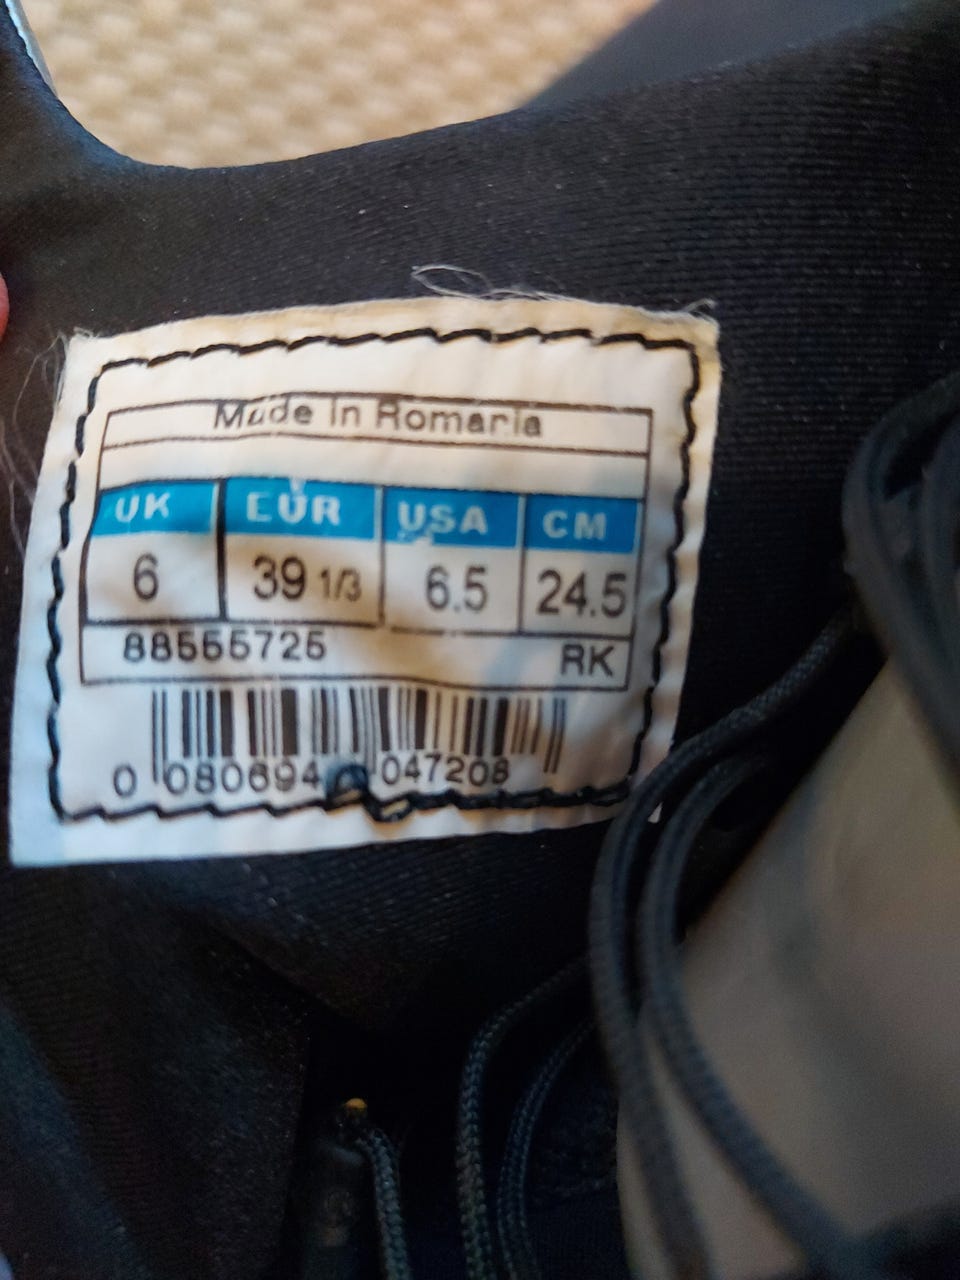 Made in Romania
UK EUR USA CM
6 39 1/3 6.5 24.5
88555725 RK
0 080694 047208